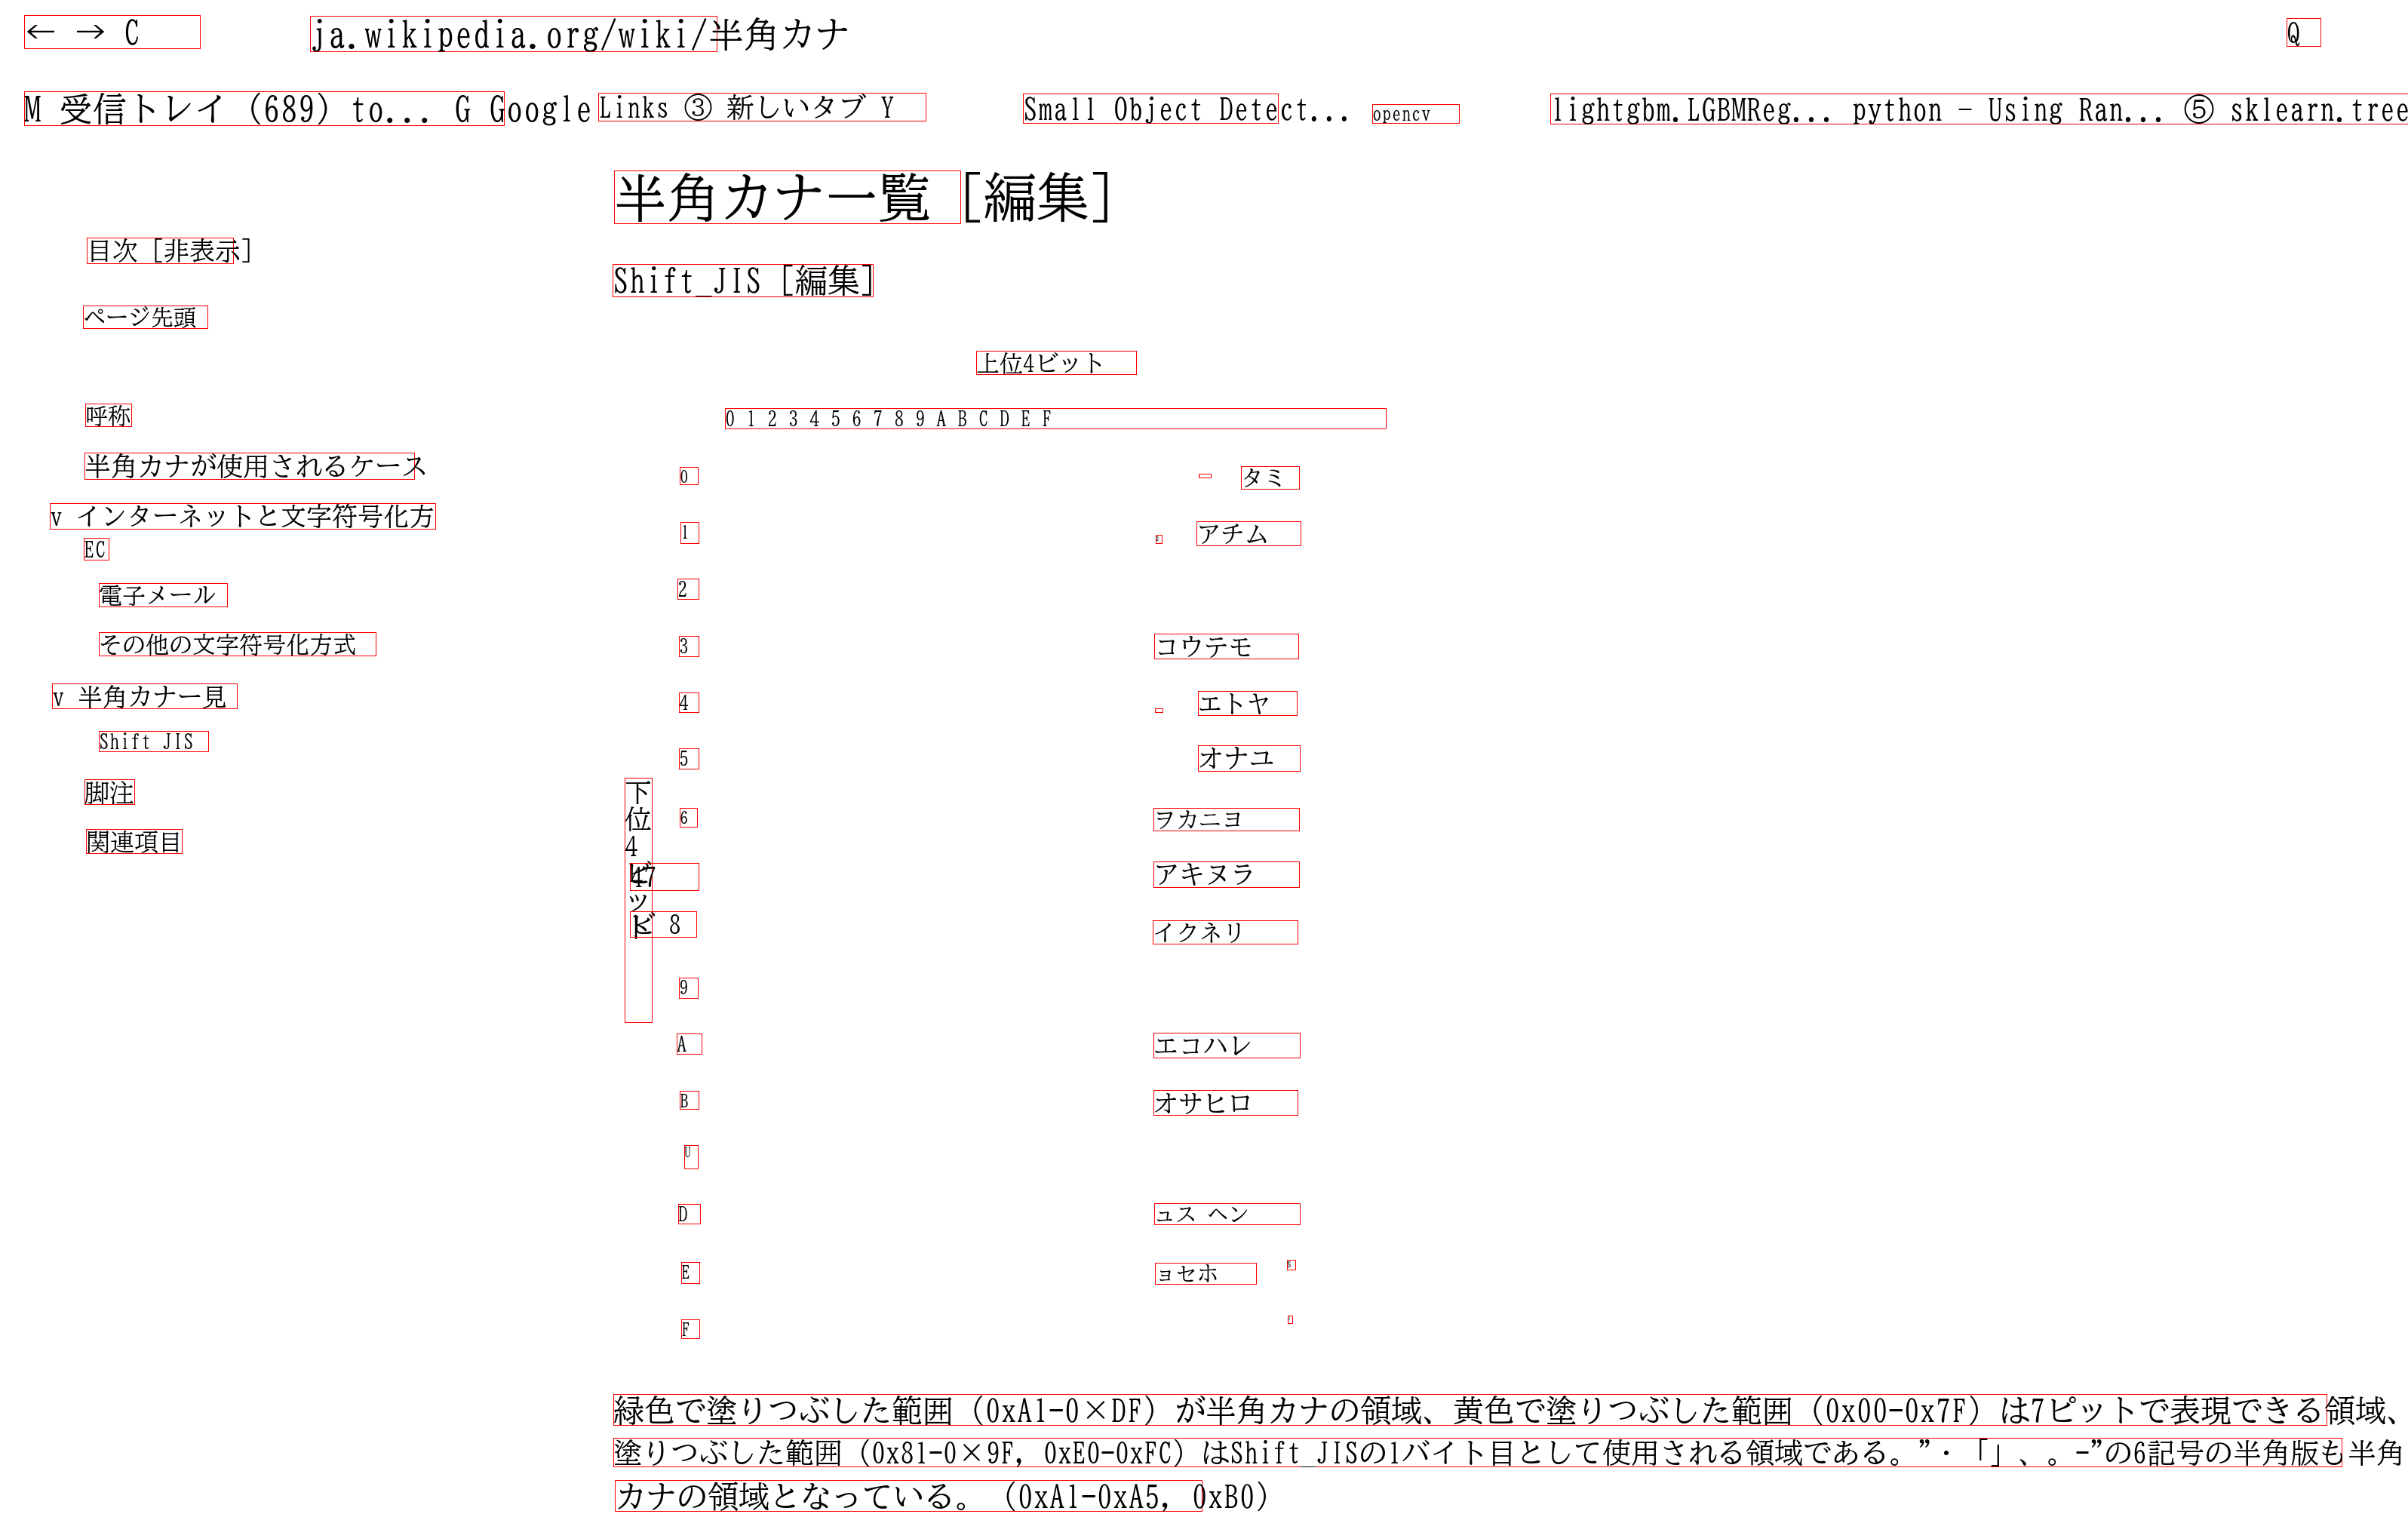 ← → C ja.wikipedia.org/wiki/半角カナ Q
M 受信トレイ (689) to... G Google Links ③ 新しいタブ Y Small Object Detect... opencv lightgbm.LGBMReg... python - Using Ran... ⑤ sklearn.tree
半角カナ一覧 [編集]
目次 [非表示]
Shift_JIS [編集]
ページ先頭
上位4ビット
呼称
0 1 2 3 4 5 6 7 8 9 A B C D E F
半角カナが使用されるケース
0 タミ
v インターネットと文字符号化方
1 アチム
EC
2
電子メール
3 コウテモ
その他の文字符号化方式
4 エトヤ
v 半角カナー見
Shift JIS
5 オナユ
脚注
下位4ビット
6 ヲカニヨ
関連項目
47 アキヌラ
ビ 8 イクネリ
9
A エコハレ
B オサヒロ
U
D ュス ヘン
E ョセホ
F
緑色で塗りつぶした範囲（0xA1-0×DF）が半角カナの領域、黄色で塗りつぶした範囲（0x00-0x7F）は7ピットで表現できる領域、
塗りつぶした範囲（0x81-0×9F, 0xE0-0xFC）はShift_JISの1バイト目として使用される領域である。”・「」、。-”の6記号の半角版も半角
カナの領域となっている。（0xA1-0xA5, 0xB0）